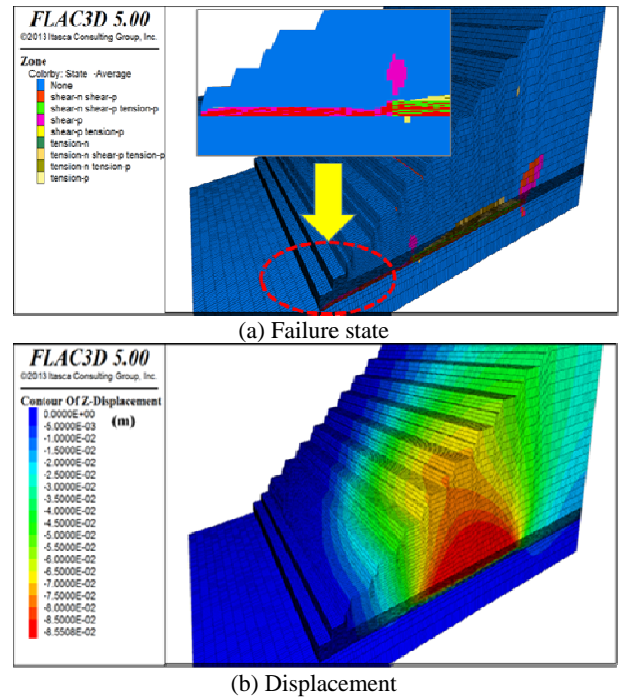 FLAC3D 5.00
©2013 Itasca Consulting Group, Inc.
Zone
Colorby: State -Average
None
shear-n shear-p
shear-n shear-p tension-p
shear-p
shear-p tension-p
tension-n
tension-n shear-p tension-p
tension-n tension-p
tension-p
(a) Failure state
FLAC3D 5.00
©2013 Itasca Consulting Group, Inc.
Contour Of Z-Displacement
(m)
0.0000E+00
-5.0000E-03
-1.0000E-02
-1.5000E-02
-2.0000E-02
-2.5000E-02
-3.0000E-02
-3.5000E-02
-4.0000E-02
-4.5000E-02
-5.0000E-02
-5.5000E-02
-6.0000E-02
-6.5000E-02
-7.0000E-02
-7.5000E-02
-8.0000E-02
-8.5000E-02
-8.5508E-02
(b) Displacement